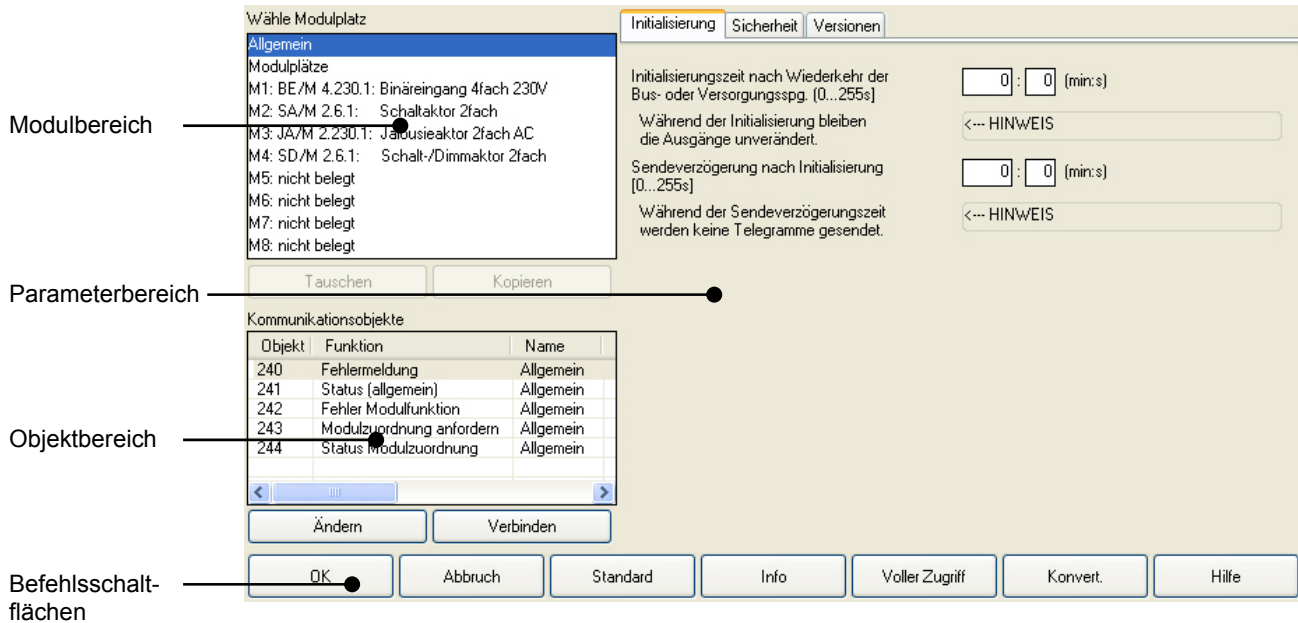 Wähle Modulplatz
Allgemein
Modulplätze
M1: BE/M 4.230.1: Binäreingang 4fach 230V
M2: SA/M 2.6.1: Schaltaktor 2fach
M3: JA/M 2.230.1: Jalousieaktor 2fach AC
M4: SD/M 2.6.1: Schalt-/Dimmaktor 2fach
M5: nicht belegt
M6: nicht belegt
M7: nicht belegt
M8: nicht belegt
Tauschen
Kopieren
Initialisierung
Sicherheit
Versionen
Initialisierungszeit nach Wiederkehr der
Bus- oder Versorgungsspg. (0...255s]
0 : 0 (min:s)
Während der Initialisierung bleiben
die Ausgänge unverändert.
<--- HINWEIS
Sendeverzögerung nach Initialisierung
[0...255s]
0 : 0 (min:s)
Während der Sendeverzögerungszeit
werden keine Telegramme gesendet.
<--- HINWEIS
Kommunikationsobjekte
Objekt Funktion Name
240 Fehlermeldung Allgemein
241 Status (allgemein) Allgemein
242 Fehler Modulfunktion Allgemein
243 Modulzuordnung anfordern Allgemein
244 Status Modulzuordnung Allgemein
Ändern
Verbinden
OK
Abbruch
Standard
Info
Voller Zugriff
Konvert.
Hilfe
Modulbereich
Parameterbereich
Objektbereich
Befehlsschalt-
flächen